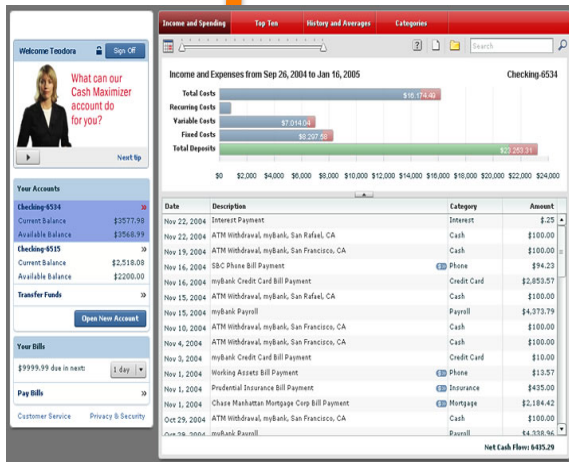 Income and Spending Top Ten History and Averages Categories
Welcome Teodora Sign Off
Search
What can our
Cash Maximizer
account do
for you?
Next tip
Income and Expenses from Sep 26, 2004 to Jan 16, 2005 Checking-6534
Total Costs $16,174.49
Recurring Costs
Variable Costs $7,014.04
Fixed Costs $8,297.58
Total Deposits $23,253.31
$0 $2,000 $4,000 $6,000 $8,000 $10,000 $12,000 $14,000 $16,000 $18,000 $20,000 $22,000 $24,000
Your Accounts
Checking-6534 »
Current Balance $3577.98
Available Balance $3568.99
Checking-6515 »
Current Balance $2,518.08
Available Balance $2200.00
Transfer Funds »
Open New Account
Your Bills
$9999.99 due in next: 1 day
Pay Bills »
Customer Service Privacy & Security
Date Description Category Amount
Nov 22, 2004 Interest Payment Interest $.25
Nov 22, 2004 ATM Withdrawal, myBank, San Rafael, CA Cash $100.00
Nov 19, 2004 ATM Withdrawal, myBank, San Francisco, CA Cash $100.00
Nov 16, 2004 SBC Phone Bill Payment Phone $94.23
Nov 16, 2004 myBank Credit Card Bill Payment Credit Card $2,853.57
Nov 15, 2004 ATM Withdrawal, myBank, San Rafael, CA Cash $100.00
Nov 15, 2004 myBank Payroll Payroll $4,373.79
Nov 10, 2004 ATM Withdrawal, myBank, San Francisco, CA Cash $100.00
Nov 4, 2004 ATM Withdrawal, myBank, San Francisco, CA Cash $100.00
Nov 3, 2004 myBank Credit Card Bill Payment Credit Card $10.00
Nov 1, 2004 Working Assets Bill Payment Phone $13.57
Nov 1, 2004 Prudential Insurance Bill Payment Insurance $435.00
Nov 1, 2004 Chase Manhattan Mortgage Corp Bill Payment Mortgage $2,184.42
Oct 29, 2004 ATM Withdrawal, myBank, San Francisco, CA Cash $100.00
Oct 29, 2004 myBank Payroll Payroll $4,338.96
Net Cash Flow: 6435.29